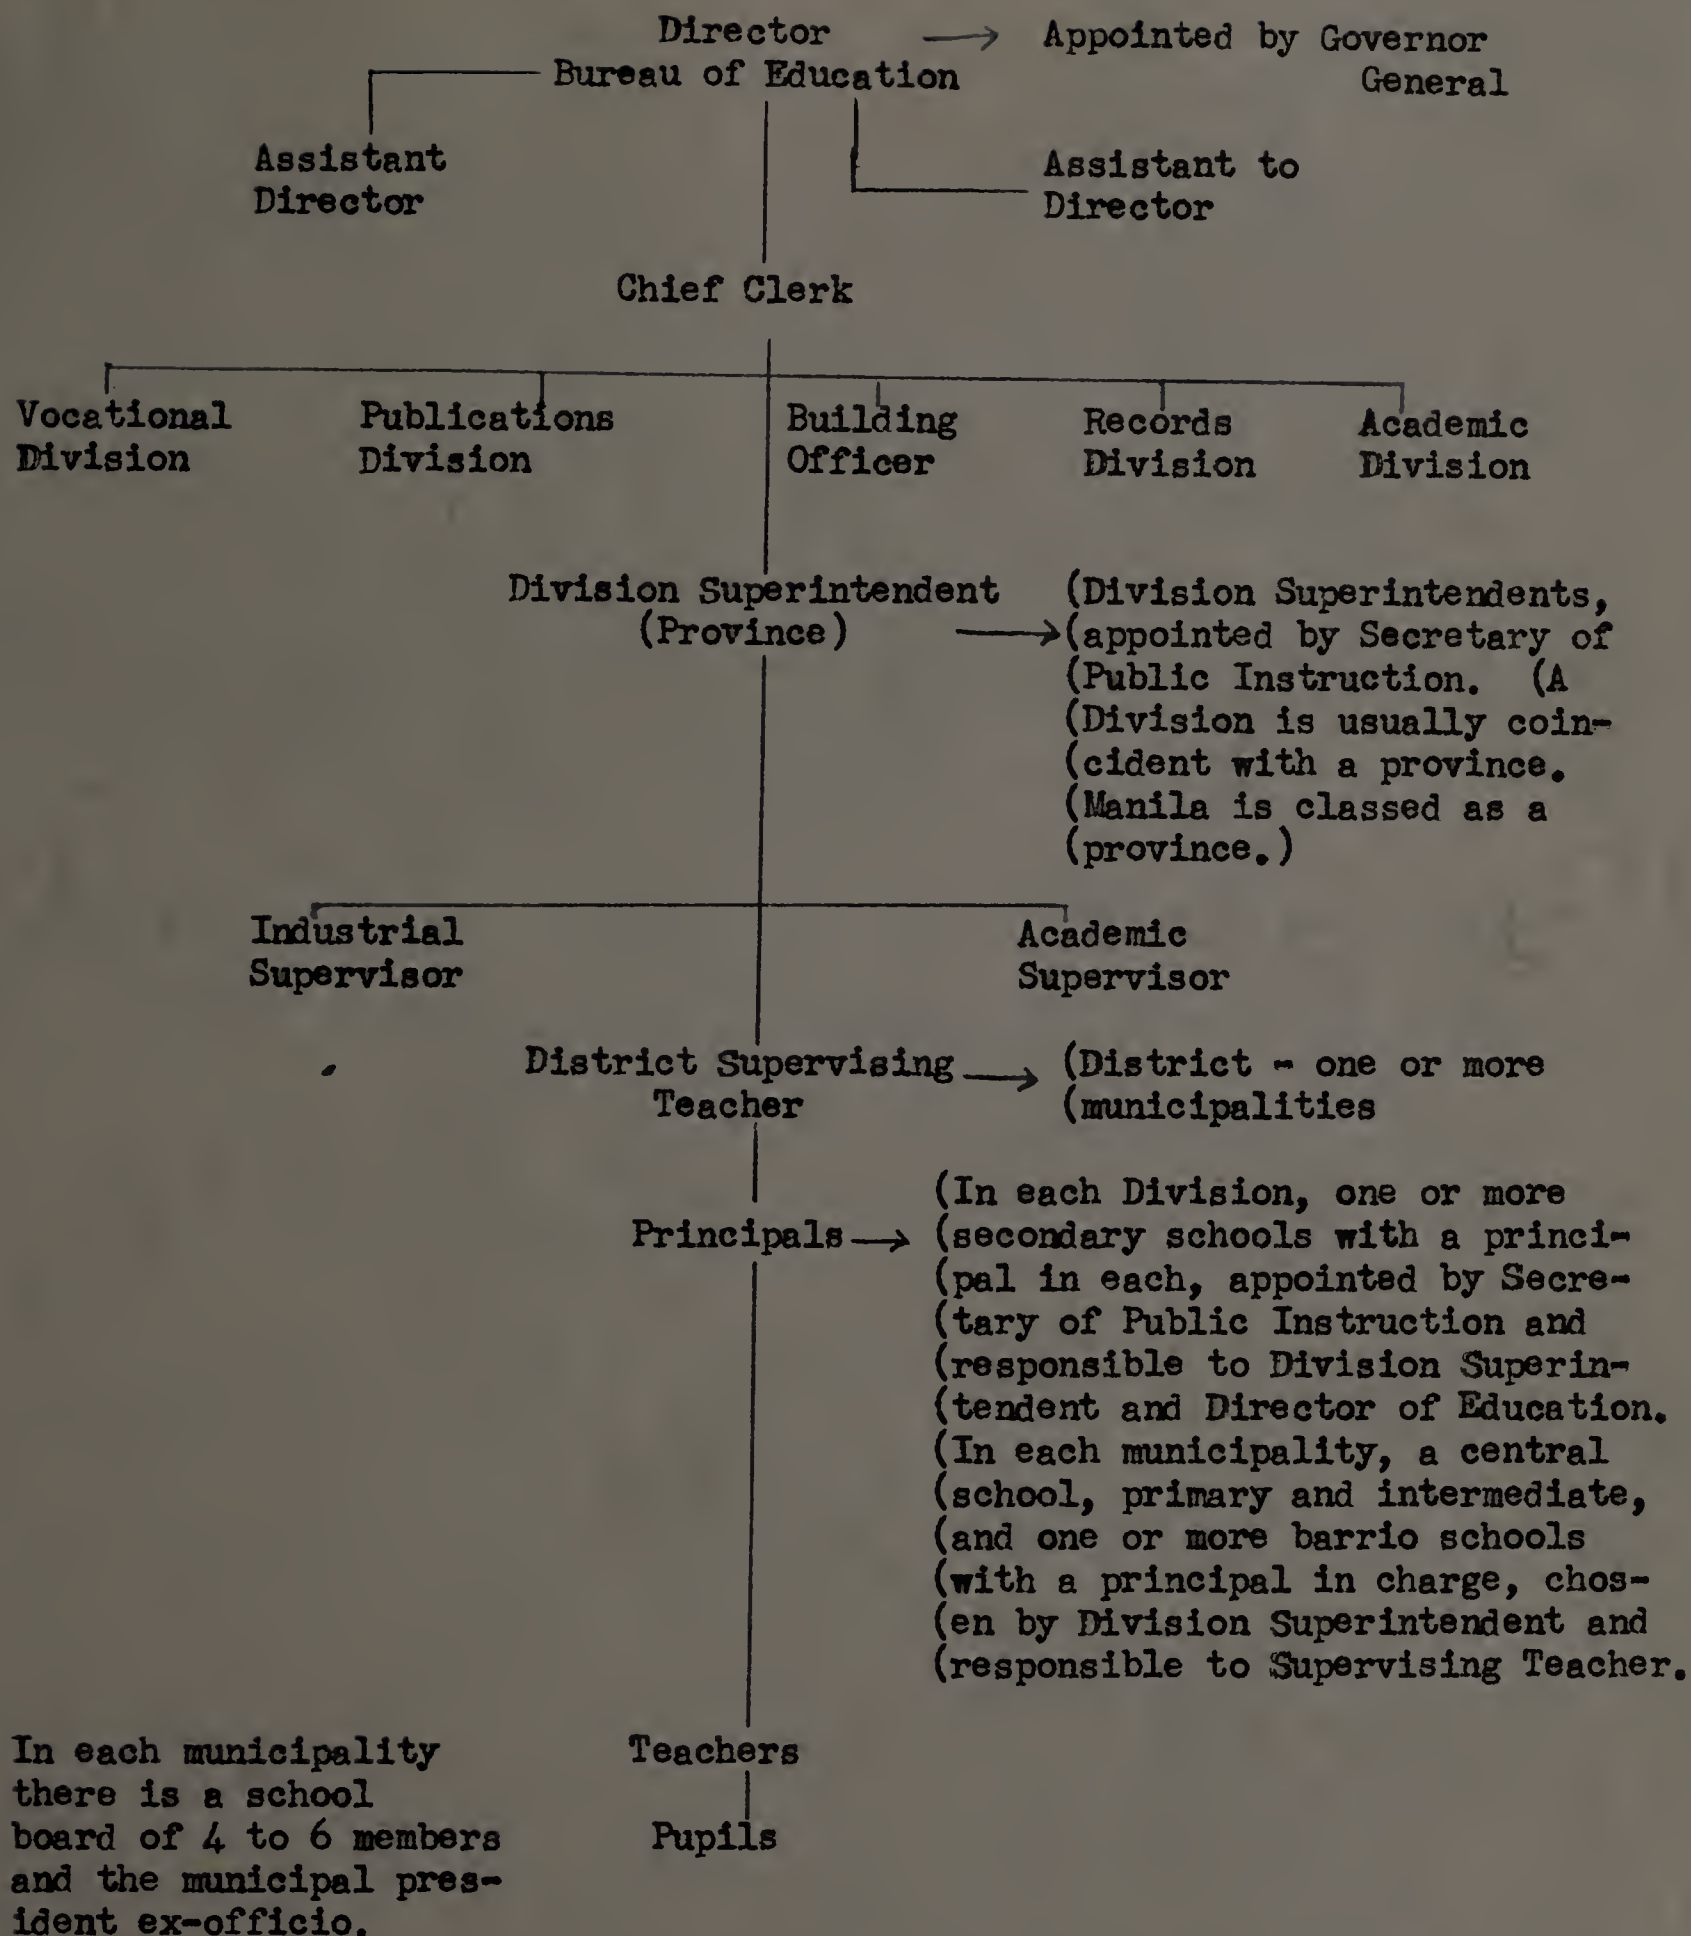 Director → Appointed by Governor
Bureau of Education General
Assistant
Director
Assistant to
Director
Chief Clerk
Vocational
Division
Publications
Division
Building
Officer
Records
Division
Academic
Division
Division Superintendent
(Province) →
(Division Superintendents,
(appointed by Secretary of
(Public Instruction. (A
(Division is usually coin-
(cident with a province.
(Manila is classed as a
(province.)
Industrial
Supervisor
Academic
Supervisor
District Supervising →
Teacher
(District - one or more
(municipalities
Principals →
(In each Division, one or more
(secondary schools with a princi-
(pal in each, appointed by Secre-
(tary of Public Instruction and
(responsible to Division Superin-
(tendent and Director of Education.
(In each municipality, a central
(school, primary and intermediate,
(and one or more barrio schools
(with a principal in charge, chos-
(en by Division Superintendent and
(responsible to Supervising Teacher.
In each municipality
there is a school
board of 4 to 6 members
and the municipal pres-
ident ex-officio.
Teachers
Pupils